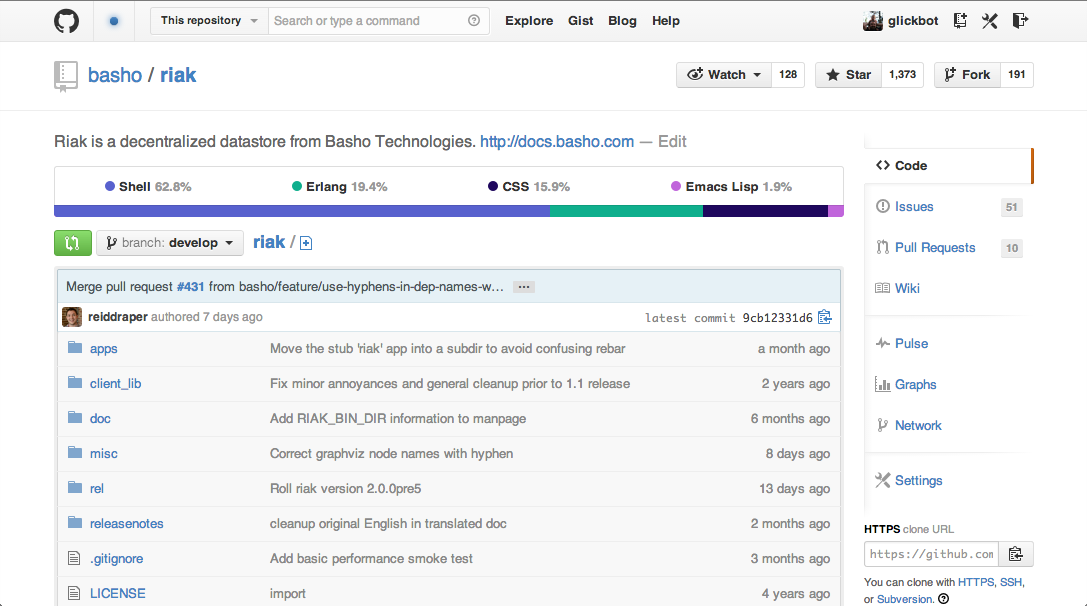 This repository Search or type a command Explore Gist Blog Help glickbot
basho / riak Watch 128 Star 1,373 Fork 191
Riak is a decentralized datastore from Basho Technologies. http://docs.basho.com — Edit
Shell 62.8% Erlang 19.4% CSS 15.9% Emacs Lisp 1.9%
branch: develop riak /
Merge pull request #431 from basho/feature/use-hyphens-in-dep-names-w… ...
reiddraper authored 7 days ago latest commit 9cb12331d6
apps Move the stub 'riak' app into a subdir to avoid confusing rebar a month ago
client_lib Fix minor annoyances and general cleanup prior to 1.1 release 2 years ago
doc Add RIAK_BIN_DIR information to manpage 6 months ago
misc Correct graphviz node names with hyphen 8 days ago
rel Roll riak version 2.0.0pre5 13 days ago
releasenotes cleanup original English in translated doc 2 months ago
.gitignore Add basic performance smoke test 3 months ago
LICENSE import 4 years ago
Code
Issues 51
Pull Requests 10
Wiki
Pulse
Graphs
Network
Settings
HTTPS clone URL
https://github.com
You can clone with HTTPS, SSH,
or Subversion.